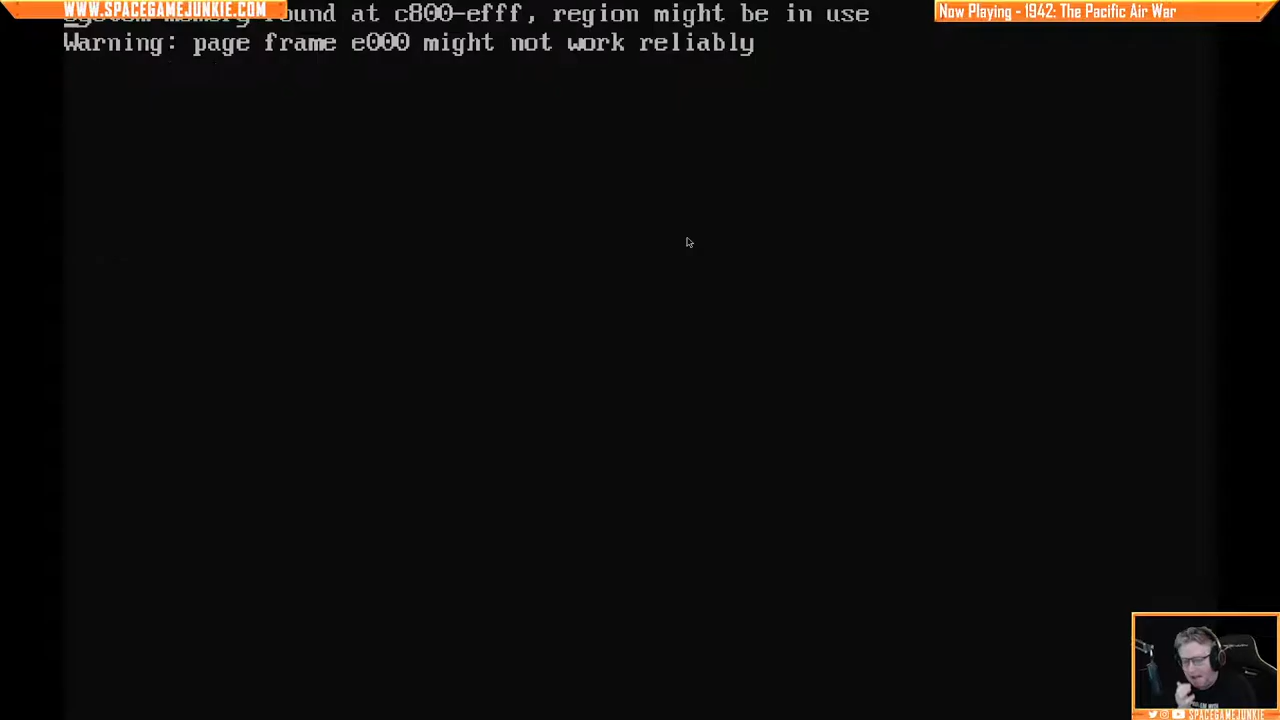 WWW.SPACEGAMEJUNKIE.COM
Now Playing - 1942: The Pacific Air War
found at c800-efff, region might be in use
Warning: page frame e000 might not work reliably
SPACEGAMEJUNKIE